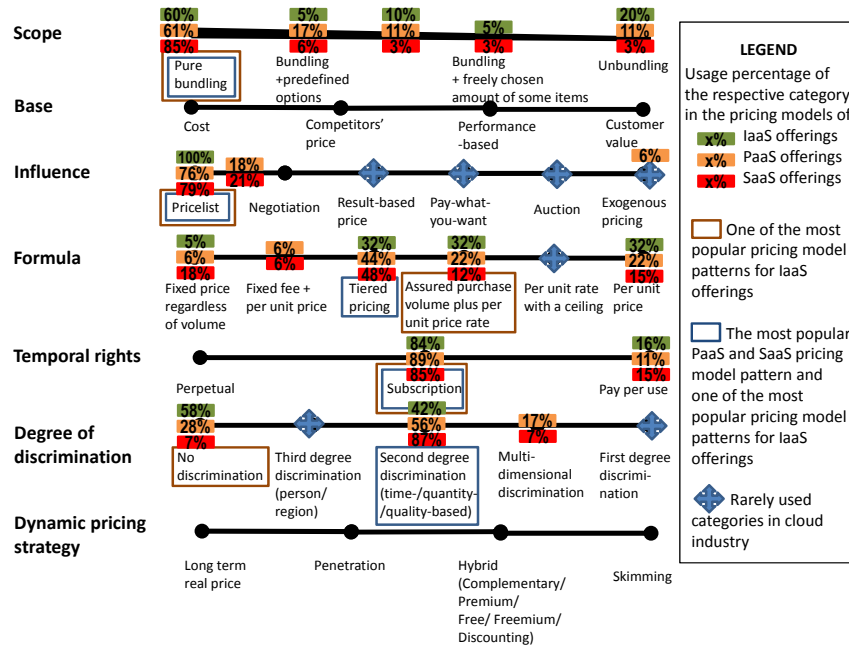 60% 5% 10% 20%
Scope 61% 17% 11% 5% 11%
85% 6% 3% 3% 3%
Pure bundling
Bundling +predefined options
Bundling + freely chosen amount of some items
Unbundling
Base
Cost
Competitors' price
Performance -based
Customer value
100%
Influence 76% 18% 6%
79% 21%
Pricelist
Negotiation
Result-based price
Pay-what-you-want
Auction
Exogenous pricing
5% 32% 32% 32%
Formula 6% 6% 44% 22% 22%
18% 6% 48% 12% 15%
Fixed price regardless of volume
Fixed fee + per unit price
Tiered pricing
Assured purchase volume plus per unit price rate
Per unit rate with a ceiling
Per unit price
84% 16%
Temporal rights 89% 11%
85% 15%
Perpetual
Subscription
Pay per use
58% 42%
Degree of discrimination 28% 56% 17%
7% 87% 7%
No discrimination
Third degree discrimination (person/ region)
Second degree discrimination (time-/quantity- /quality-based)
Multi-dimensional discrimination
First degree discrimi-nation
Dynamic pricing strategy
Long term real price
Penetration
Hybrid (Complementary/ Premium/ Free/ Freemium/ Discounting)
Skimming
LEGEND
Usage percentage of
the respective category
in the pricing models of
x% IaaS offerings
x% PaaS offerings
x% SaaS offerings
One of the most
popular pricing model
patterns for IaaS
offerings
The most popular
PaaS and SaaS pricing
model pattern and
one of the most
popular pricing model
patterns for IaaS
offerings
Rarely used
categories in cloud
industry